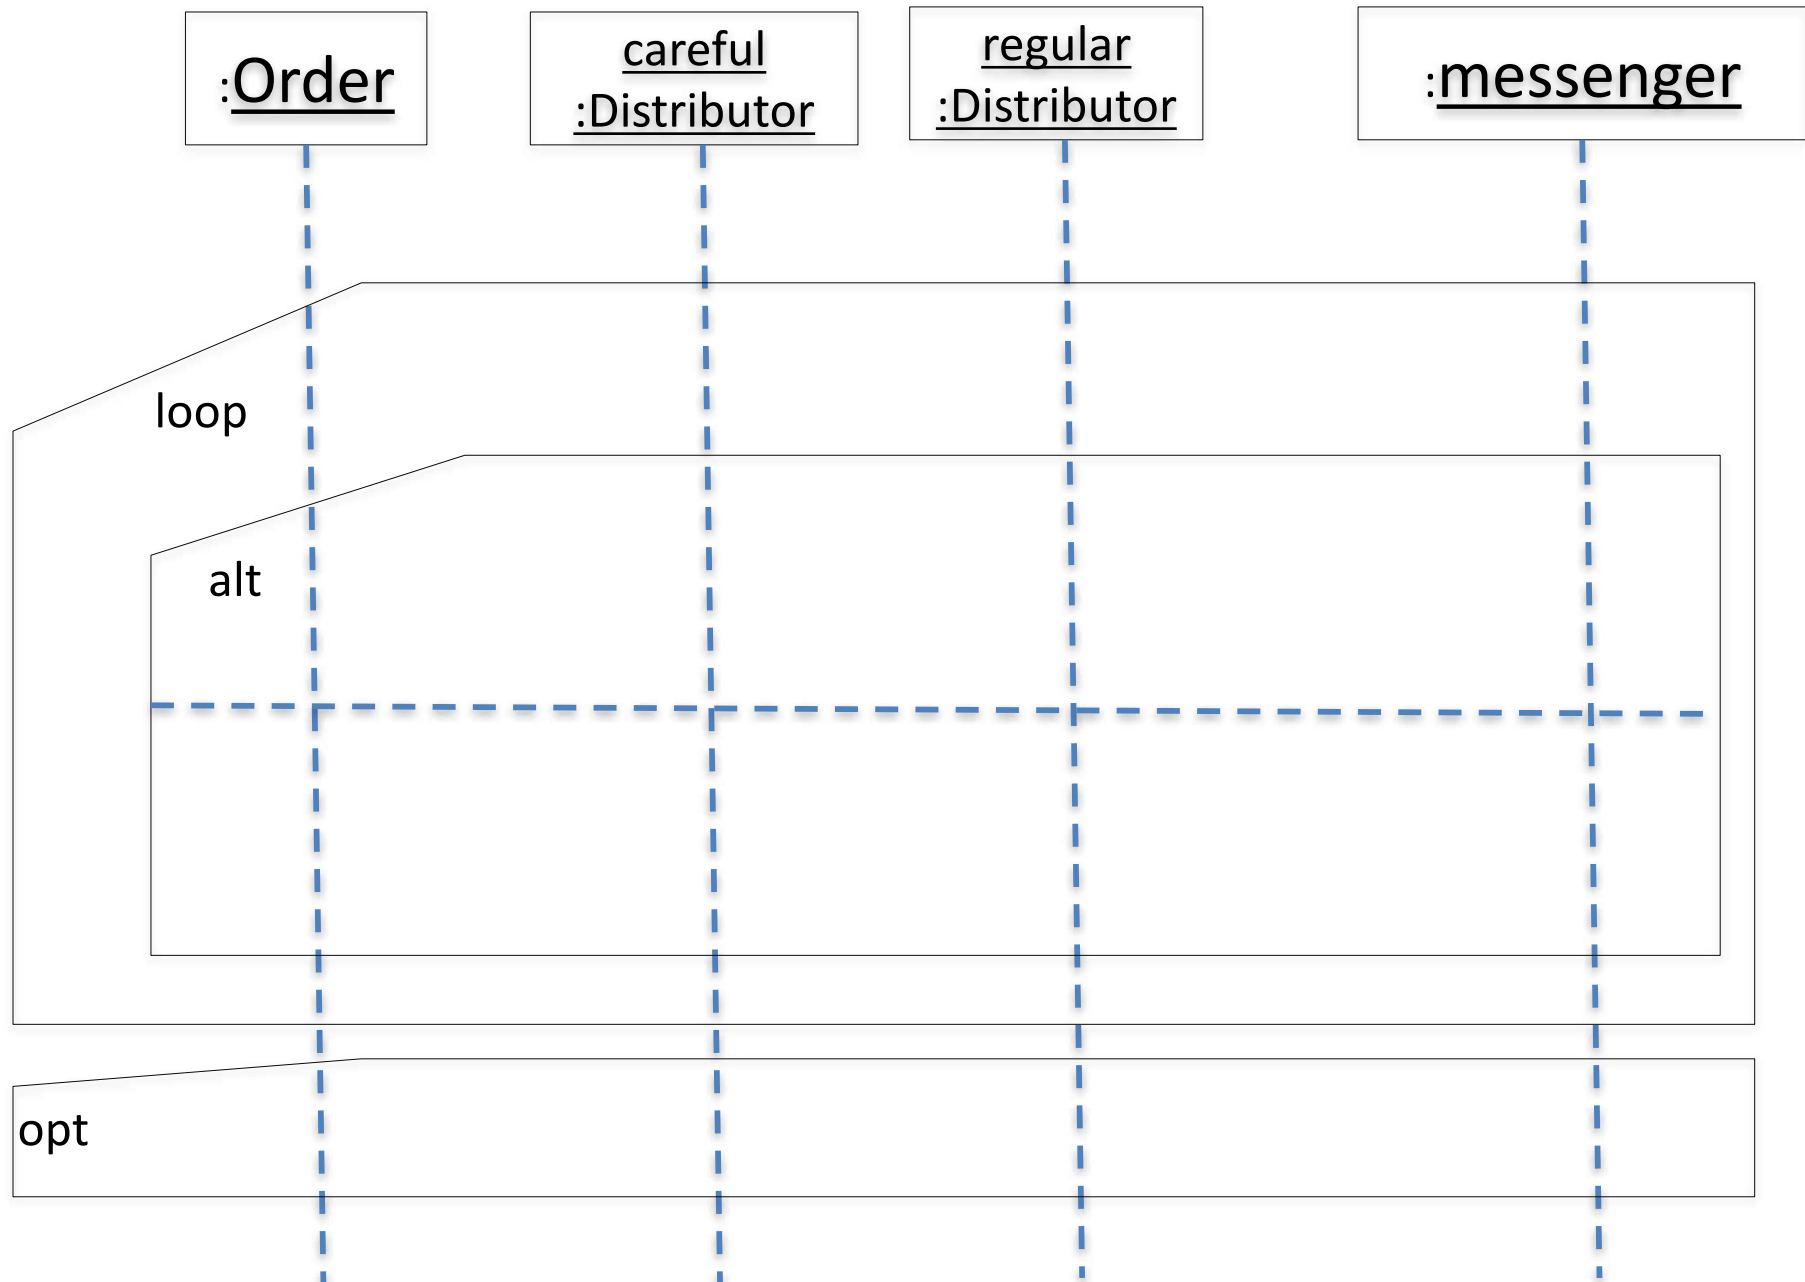 :Order
careful
:Distributor
regular
:Distributor
:messenger
loop
alt
opt